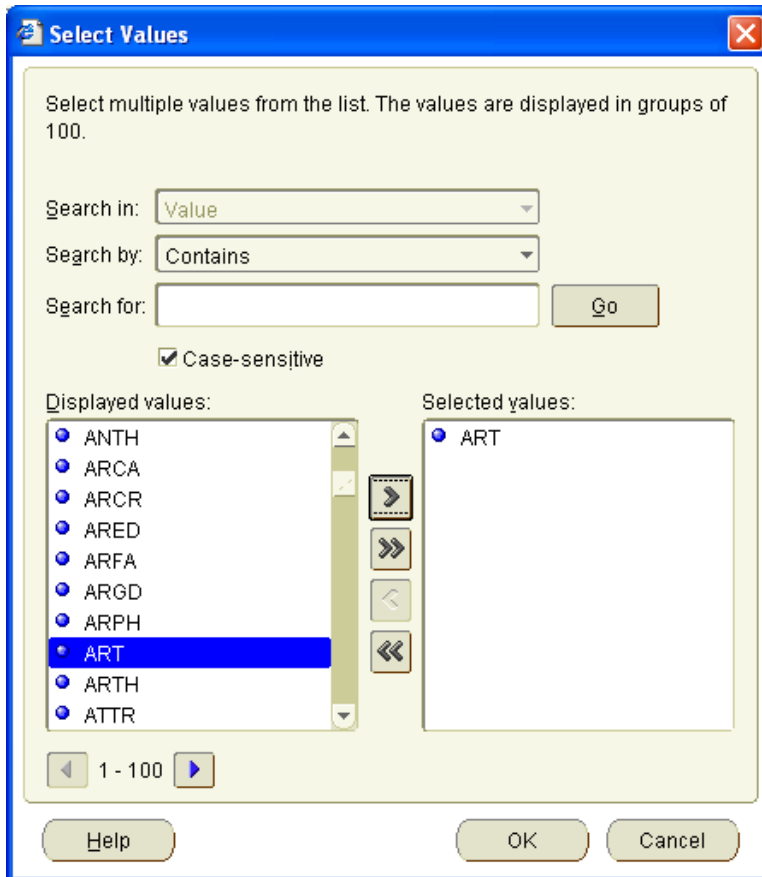 Select Values
Select multiple values from the list. The values are displayed in groups of
100.
Search in: Value
Search by: Contains
Search for: Go
Case-sensitive
Displayed values:
ANTH
ARCA
ARCR
ARED
ARFA
ARGD
ARPH
ART
ARTH
ATTR
Selected values:
ART
1 - 100
Help OK Cancel